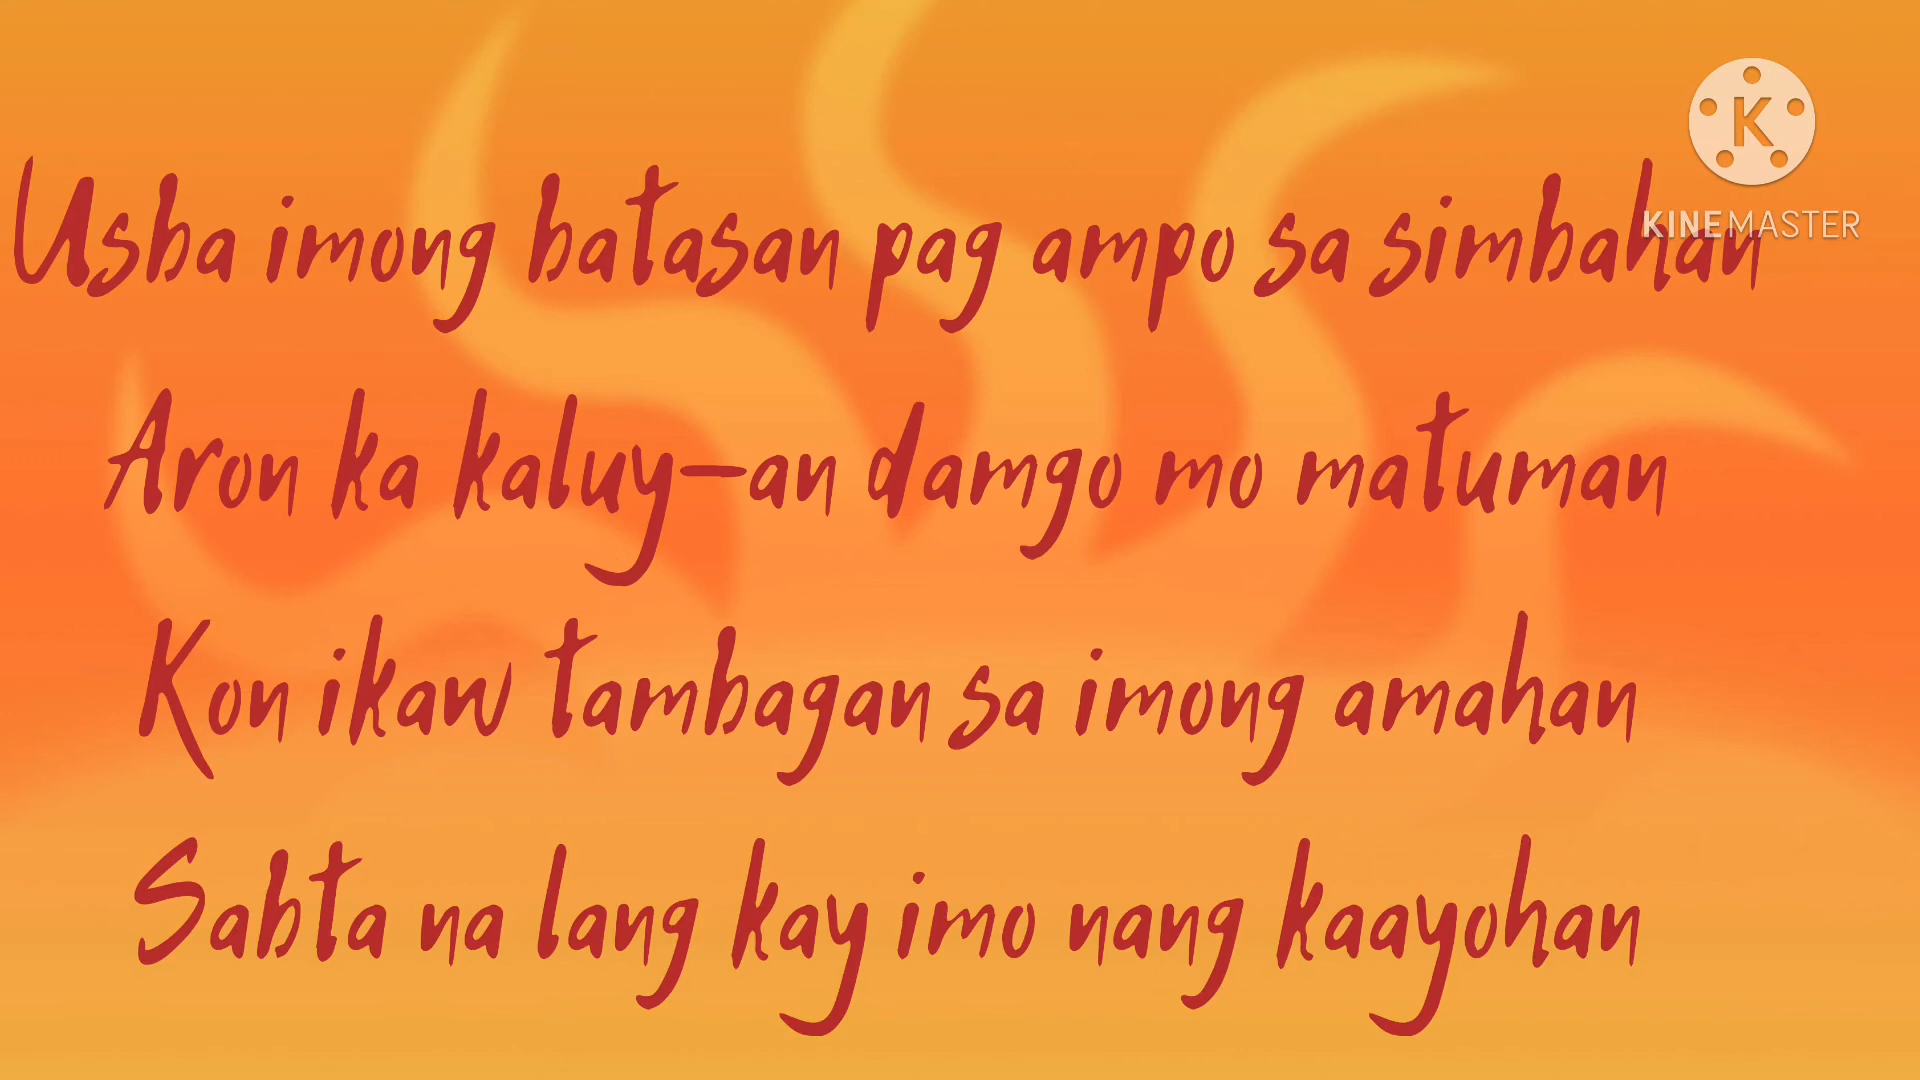 Usba imong batasan pag ampo sa simbahan
Aron ka kaluy-an damgo mo matuman
Kon ikaw tambagan sa imong amahan
Sabta na lang kay imo nang kaayohan
K
KINEMASTER